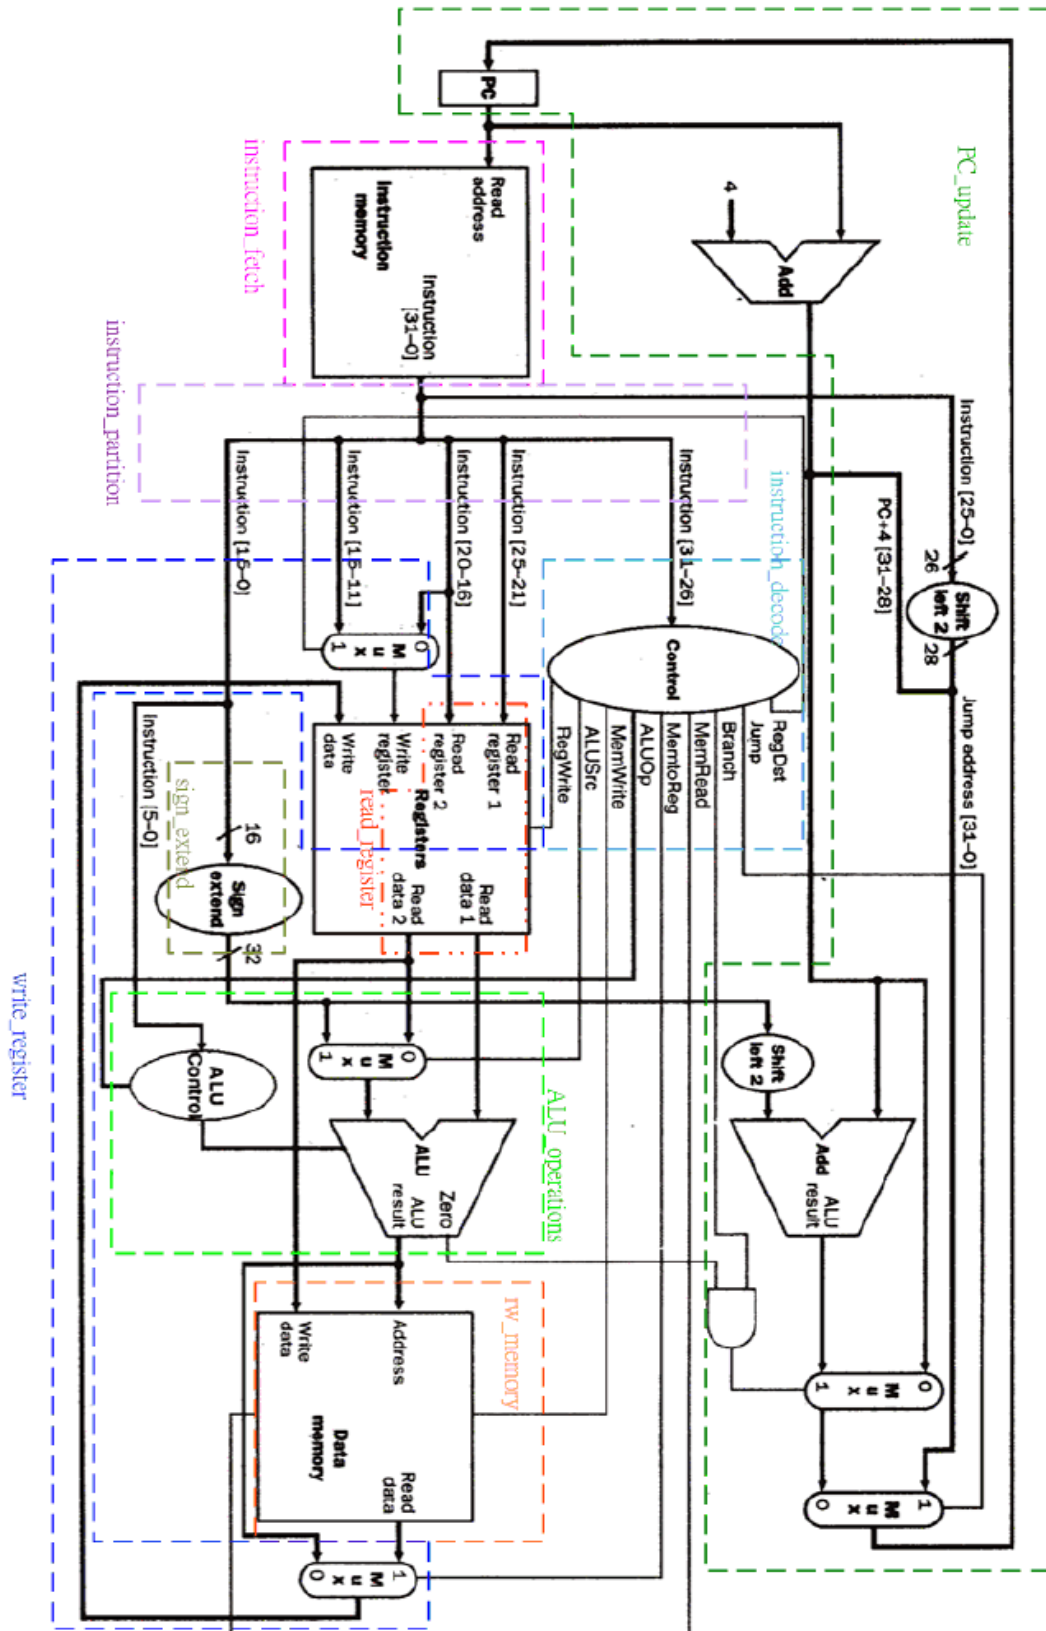 PC_update
instruction_fetch
instruction_partition
instruction_decode
read_register
sign_extend
write_register
ALU_operations
rw_memory
PC
4
Add
Read
address
Instruction
memory
Instruction
[31–0]
Instruction [25–0]
26
Shift
left 2
28
Jump address [31–0]
PC+4 [31–28]
Instruction [31–26]
Instruction [25–21]
Instruction [20–16]
Instruction [15–11]
Instruction [15–0]
Instruction [5–0]
Control
RegDst
Jump
Branch
MemRead
MemtoReg
ALUOp
MemWrite
ALUSrc
RegWrite
0
M
u
x
1
Read
register 1
Read
register 2
Write
register
Write
data
Registers
Read
data 1
Read
data 2
16
Sign
extend
32
ALU
Control
0
M
u
x
1
Zero
ALU
ALU
result
Shift
left 2
Add
ALU
result
0
M
u
x
1
1
M
u
x
0
Address
Write
data
Data
memory
Read
data
1
M
u
x
0